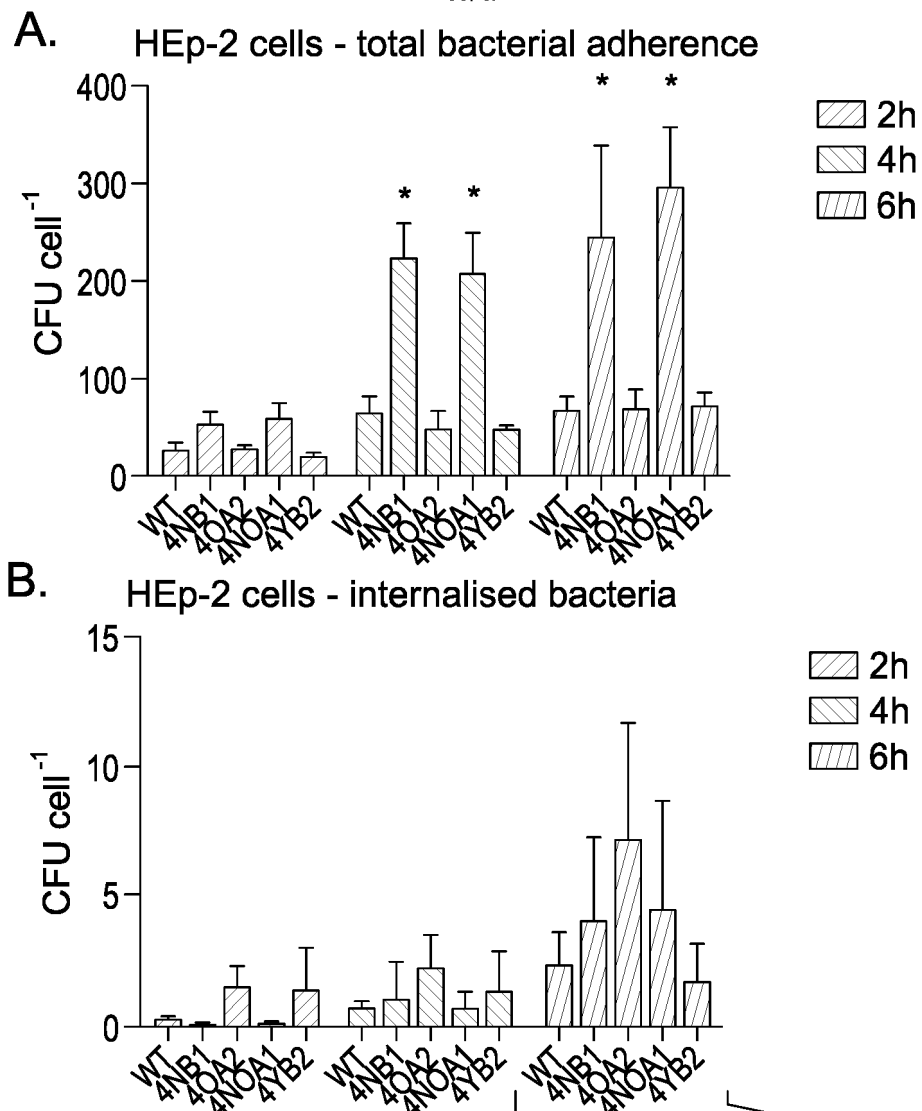 A.
HEp-2 cells - total bacterial adherence
400
300
200
100
0
CFU cell-1
* * * *
2h
4h
6h
WT 4NB1 4OA2 4NOA1 4YB2 WT 4NB1 4OA2 4NOA1 4YB2 WT 4NB1 4OA2 4NOA1 4YB2
B.
HEp-2 cells - internalised bacteria
15
10
5
0
CFU cell-1
2h
4h
6h
WT 4NB1 4OA2 4NOA1 4YB2 WT 4NB1 4OA2 4NOA1 4YB2 WT 4NB1 4OA2 4NOA1 4YB2